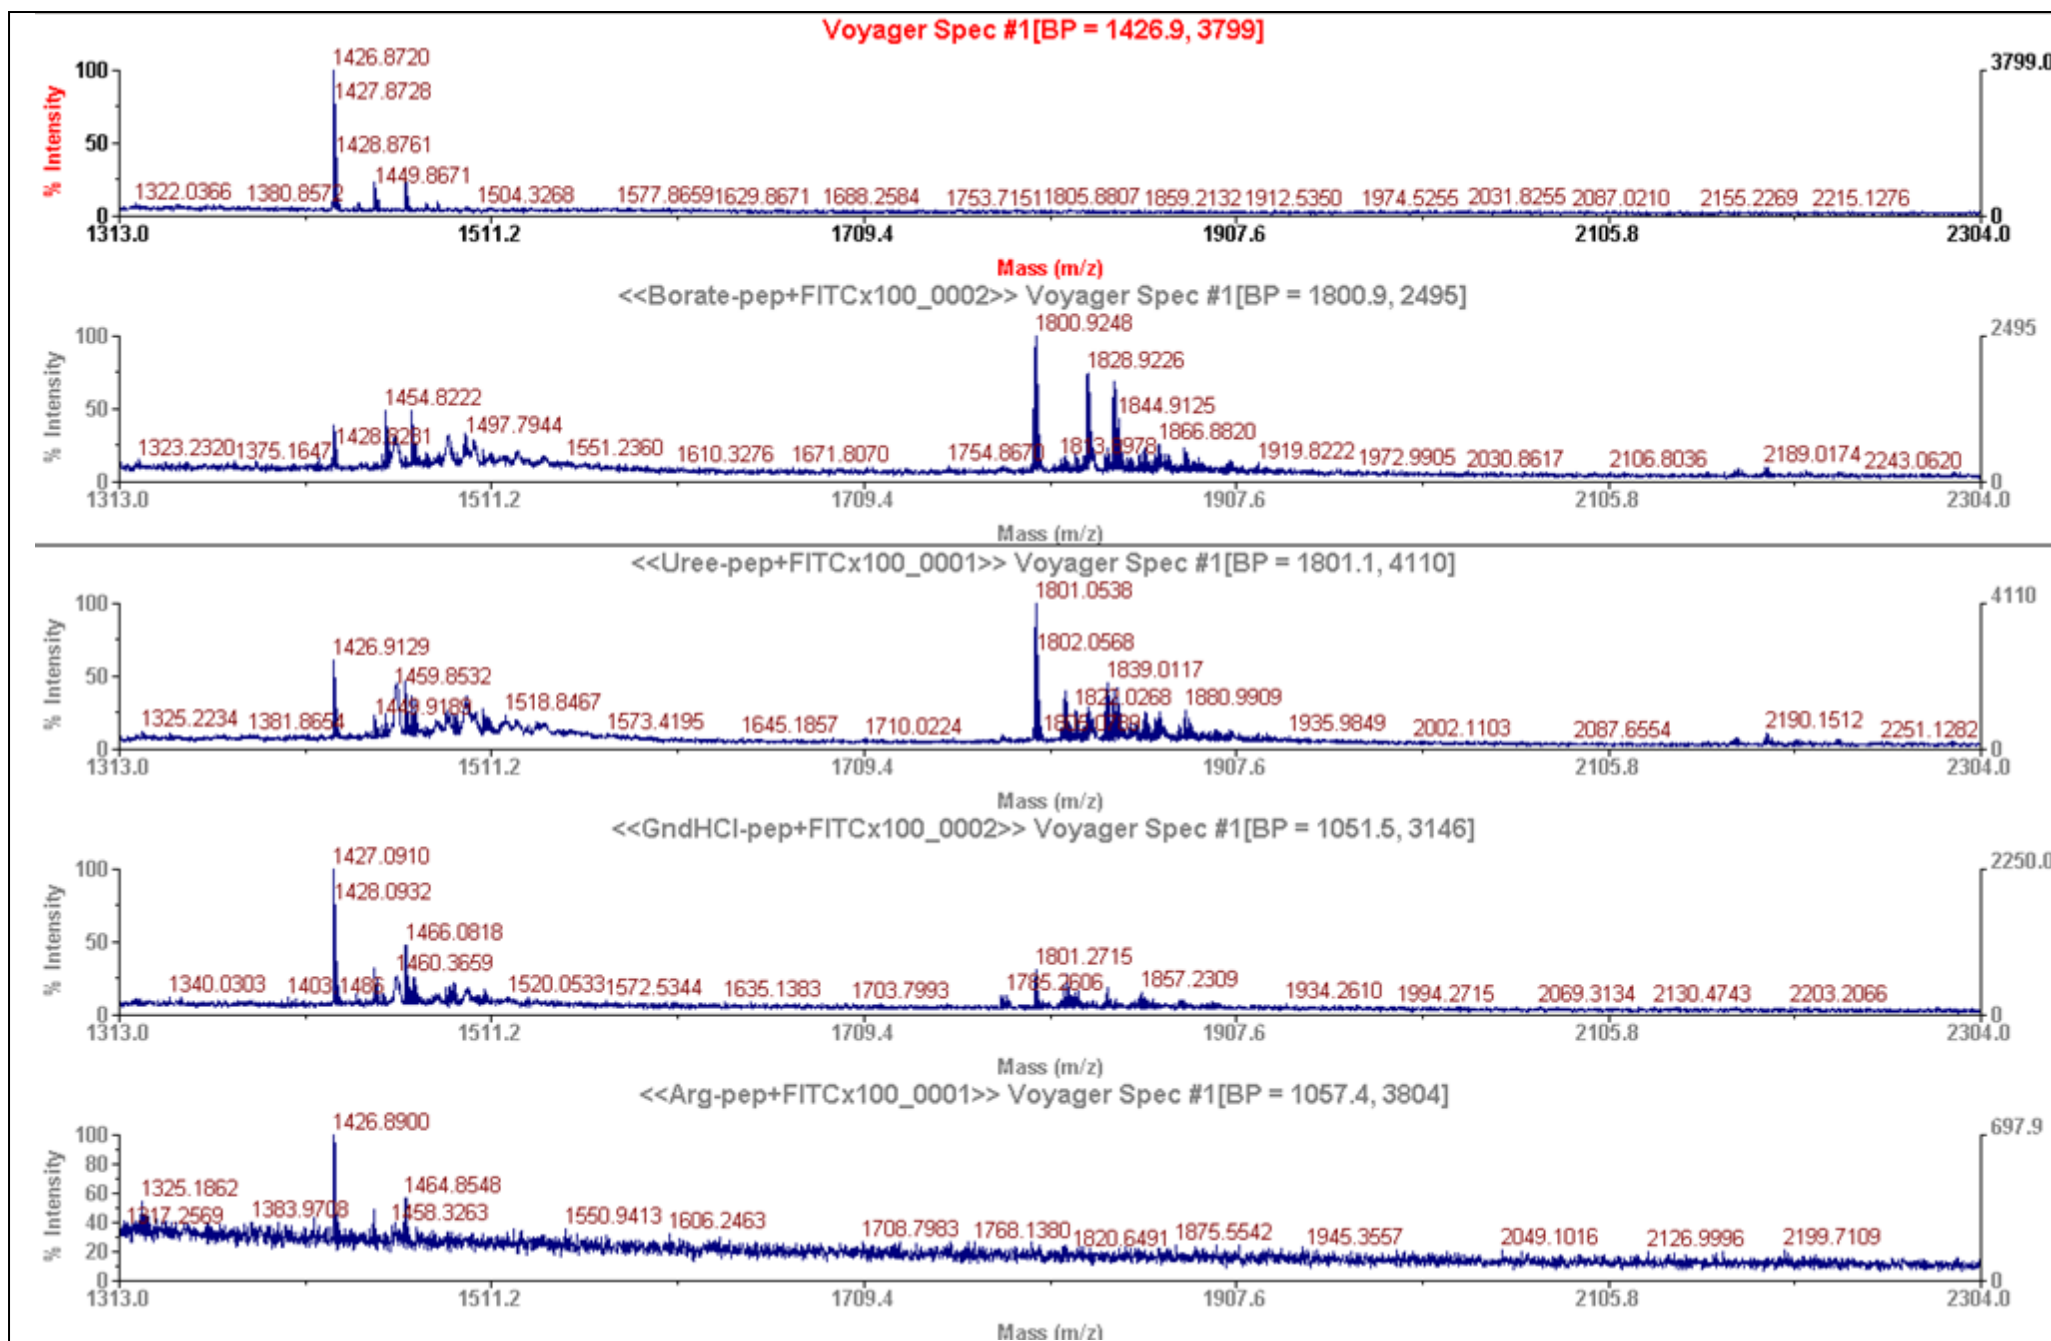 Voyager Spec #1[BP = 1426.9, 3799]
1426.8720
100
3799.0
1427.8728
50
1428.8761
1449.8671
1322.0366 1380.8572 1504.3268 1577.8659 1629.8671 1688.2584 1753.7151 1805.8807 1859.2132 1912.5350 1974.5255 2031.8255 2087.0210 2155.2269 2215.1276
0 0
1313.0 1511.2 1709.4 1907.6 2105.8 2304.0
% Intensity
Mass (m/z)
<<Borate-pep+FITCx100_0002>> Voyager Spec #1[BP = 1800.9, 2495]
1800.9248
100
2495
1828.9226
1454.8222
50
1844.9125
1497.7944
1866.8820
1323.2320 1375.1647 1551.2360 1610.3276 1671.8070 1754.8670 1919.8222 1972.9905 2030.8617 2106.8036 2189.0174 2243.0620
0 0
1313.0 1511.2 1709.4 1907.6 2105.8 2304.0
% Intensity
Mass (m/z)
<<Uree-pep+FITCx100_0001>> Voyager Spec #1[BP = 1801.1, 4110]
1801.0538
100
4110
1426.9129
1802.0568
1459.8532
1839.0117
50
1518.8467
1880.9909
1325.2234 1381.8654 1573.4195 1645.1857 1710.0224 1935.9849 2002.1103 2087.6554 2190.1512 2251.1282
0 0
1313.0 1511.2 1709.4 1907.6 2105.8 2304.0
% Intensity
Mass (m/z)
<<GndHCl-pep+FITCx100_0002>> Voyager Spec #1[BP = 1051.5, 3146]
1427.0910
100
2250.0
1428.0932
50
1466.0818
1460.3659
1801.2715
1340.0303 1403.1486 1520.0533 1572.5344 1635.1383 1703.7993 1785.2606 1857.2309 1934.2610 1994.2715 2069.3134 2130.4743 2203.2066
0 0
1313.0 1511.2 1709.4 1907.6 2105.8 2304.0
% Intensity
Mass (m/z)
<<Arg-pep+FITCx100_0001>> Voyager Spec #1[BP = 1057.4, 3804]
1426.8900
100
697.9
80
60
1325.1862
1464.8548
40
1317.2569 1383.9708 1458.3263 1550.9413 1606.2463 1708.7983 1768.1380 1820.6491 1875.5542 1945.3557 2049.1016 2126.9996 2199.7109
20
0 0
1313.0 1511.2 1709.4 1907.6 2105.8 2304.0
% Intensity
Mass (m/z)